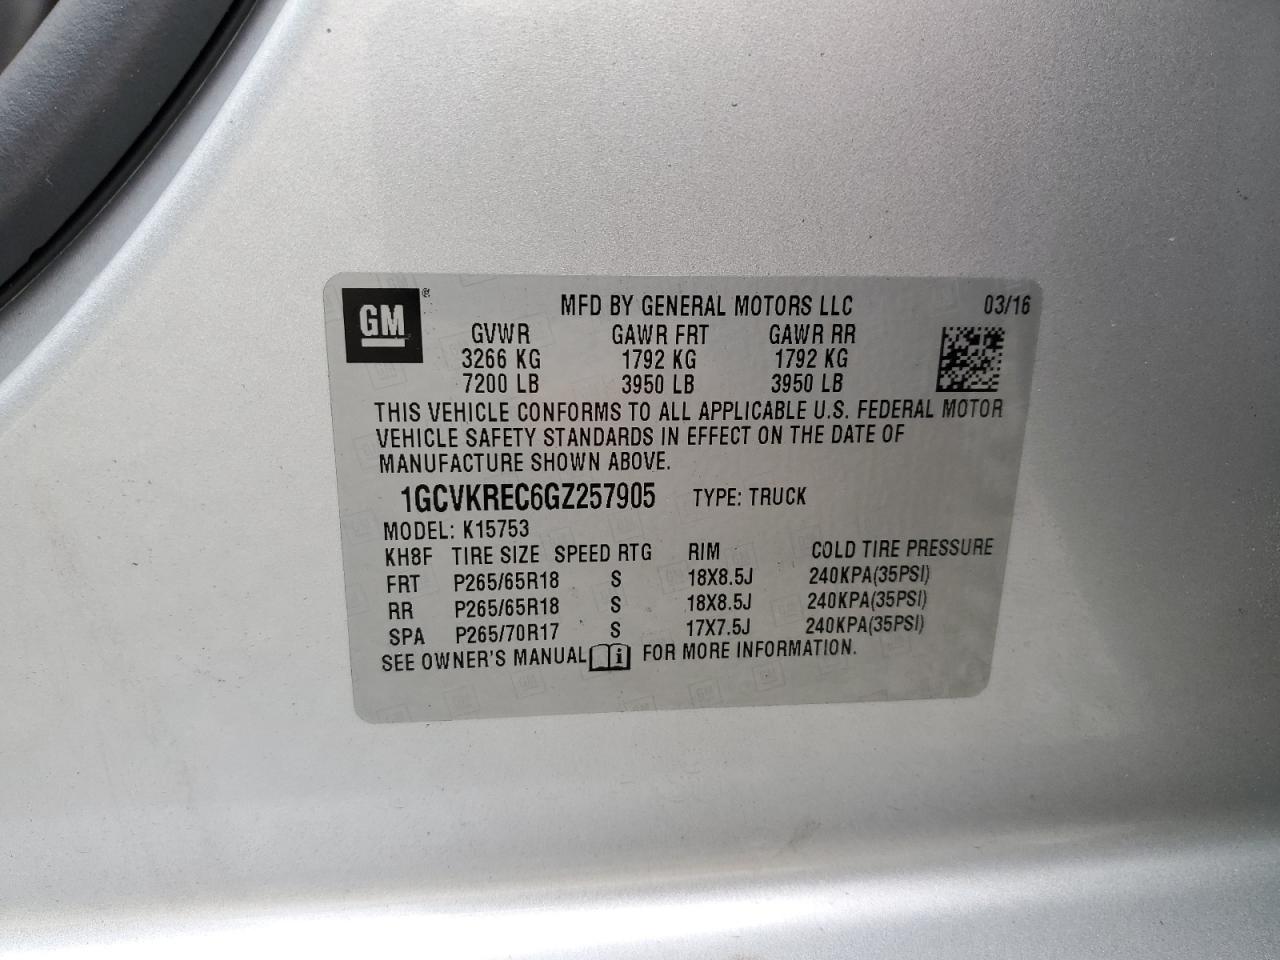 GM ® MFD BY GENERAL MOTORS LLC 03/16
GVWR GAWR FRT GAWR RR
3266 KG 1792 KG 1792 KG
7200 LB 3950 LB 3950 LB
THIS VEHICLE CONFORMS TO ALL APPLICABLE U.S. FEDERAL MOTOR
VEHICLE SAFETY STANDARDS IN EFFECT ON THE DATE OF
MANUFACTURE SHOWN ABOVE.
1GCVKREC6GZ257905 TYPE: TRUCK
MODEL: K15753
KH8F TIRE SIZE SPEED RTG RIM COLD TIRE PRESSURE
FRT P265/65R18 S 18X8.5J 240KPA(35PSI)
RR P265/65R18 S 18X8.5J 240KPA(35PSI)
SPA P265/70R17 S 17X7.5J 240KPA(35PSI)
SEE OWNER'S MANUAL i FOR MORE INFORMATION.